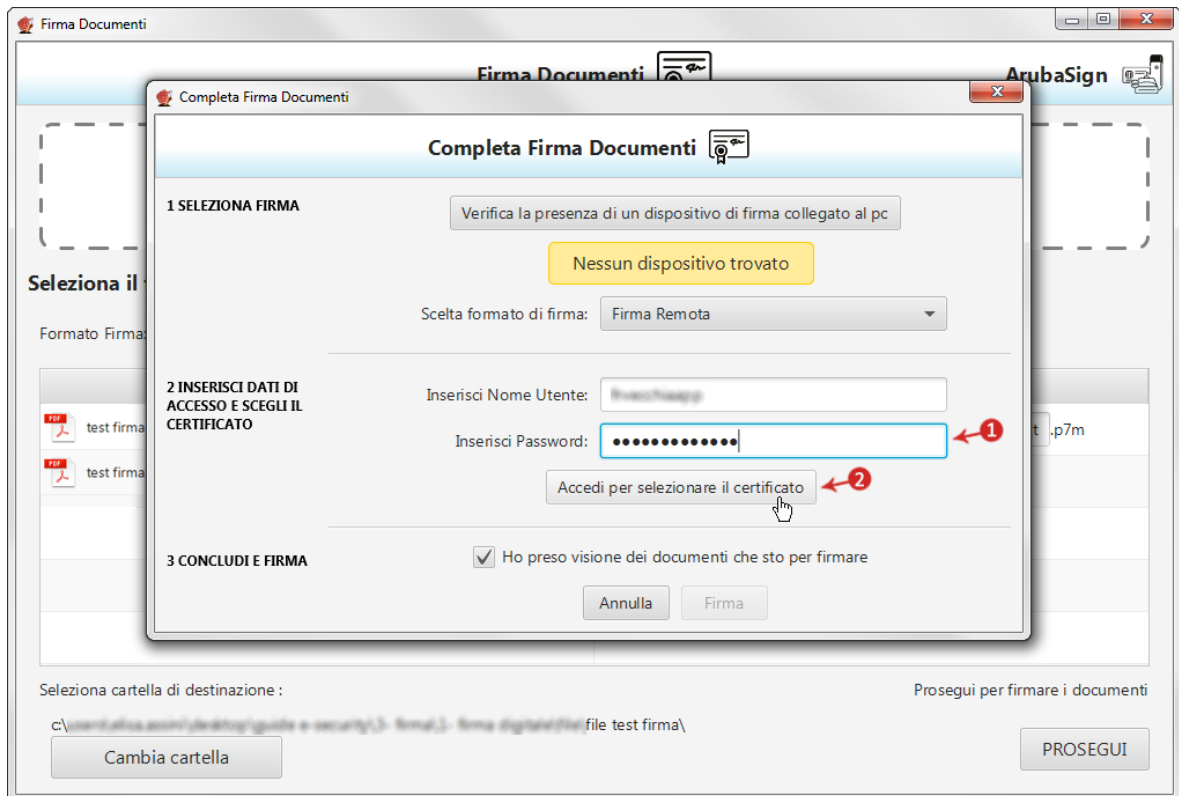 Firma Documenti
Firma Documenti
ArubaSign
Completa Firma Documenti
Completa Firma Documenti
1 SELEZIONA FIRMA
Verifica la presenza di un dispositivo di firma collegato al pc
Nessun dispositivo trovato
Scelta formato di firma:
Firma Remota
2 INSERISCI DATI DI
ACCESSO E SCEGLI IL
CERTIFICATO
Inserisci Nome Utente:
Inserisci Password:
1
Accedi per selezionare il certificato
2
3 CONCLUDI E FIRMA
Ho preso visione dei documenti che sto per firmare
Annulla
Firma
Seleziona il
Formato Firma:
PDF
test firma
t .p7m
PDF
test firma
Seleziona cartella di destinazione :
Prosegui per firmare i documenti
c:\
file test firma\
Cambia cartella
PROSEGUI